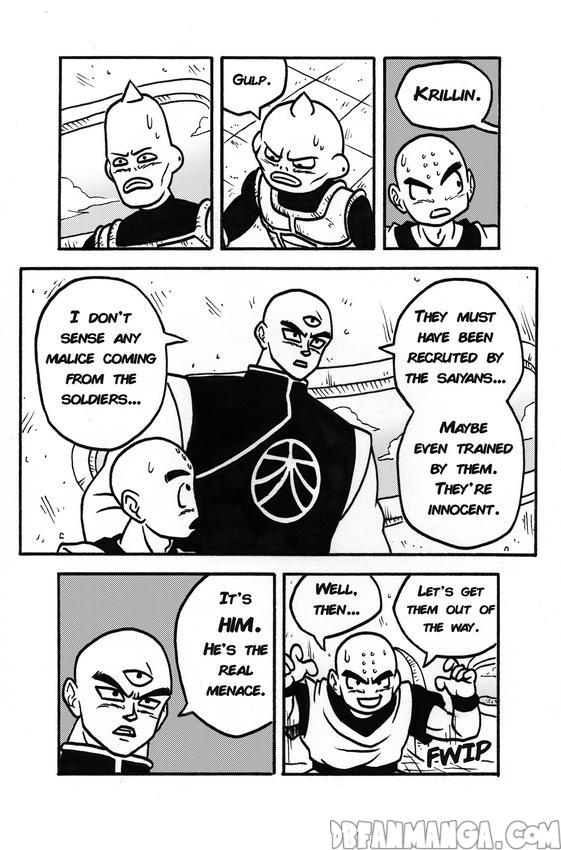 Gulp.
Krillin.
I don't
sense any
malice coming
from the
soldiers...
They must
have been
recruted by
the Saiyans...
Maybe
even trained
by them.
They're
innocent.
It's
HIM.
He's the
real
menace.
Well,
then...
Let's get
them out of
the way.
FWIP
DBFANMANGA.COM